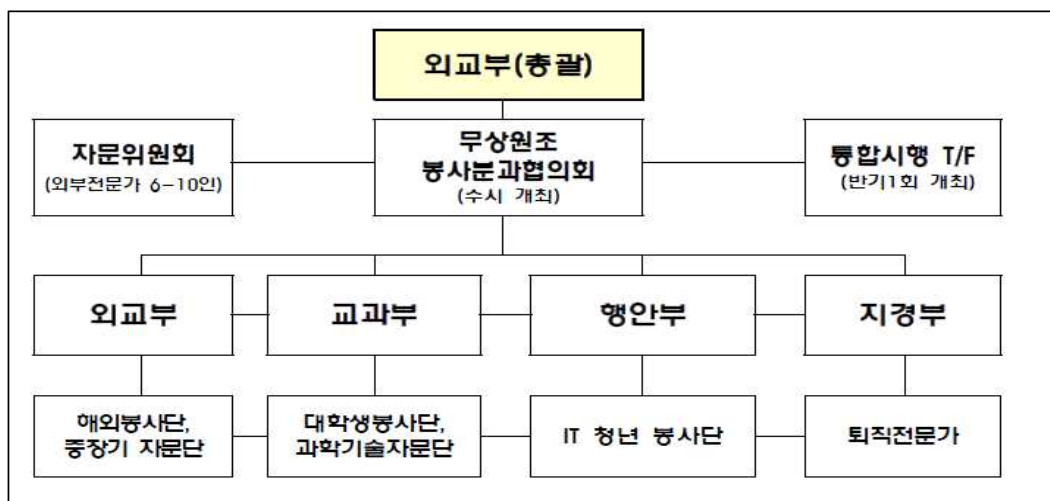 외교부(총괄)
자문위원회
(외부전문가 6-10인)
무상원조
봉사분과협의회
(수시 개최)
통합시행 T/F
(반기1회 개최)
외교부
교과부
행안부
지경부
해외봉사단,
중장기 자문단
대학생봉사단,
과학기술자문단
IT 청년 봉사단
퇴직전문가